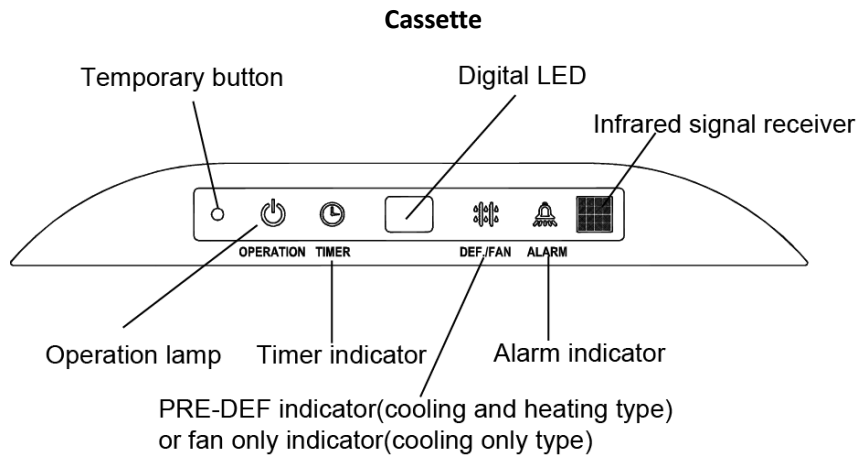 Cassette
Temporary button
Digital LED
Infrared signal receiver
OPERATION TIMER DEF./FAN ALARM
Operation lamp
Timer indicator
Alarm indicator
PRE-DEF indicator(cooling and heating type)
or fan only indicator(cooling only type)